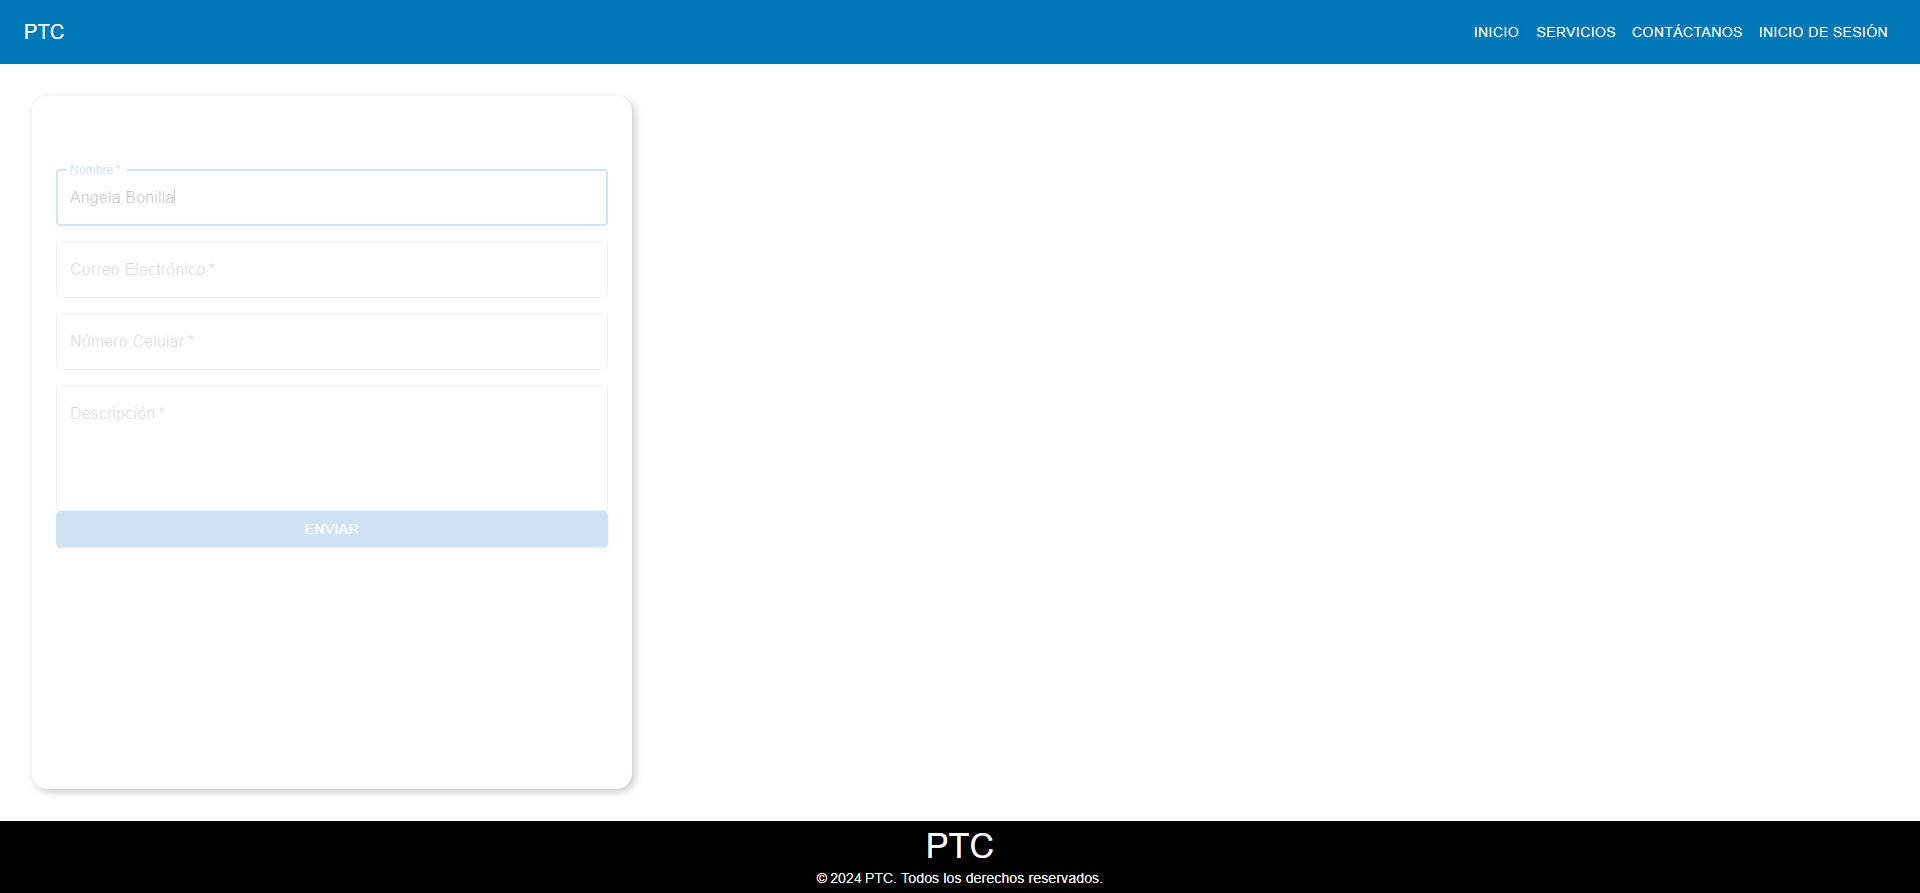 PTC
INICIO SERVICIOS CONTÁCTANOS INICIO DE SESIÓN
Nombre *
Angela Bonilla
Correo Electrónico *
Número Celular *
Descripción *
ENVIAR
PTC
© 2024 PTC. Todos los derechos reservados.